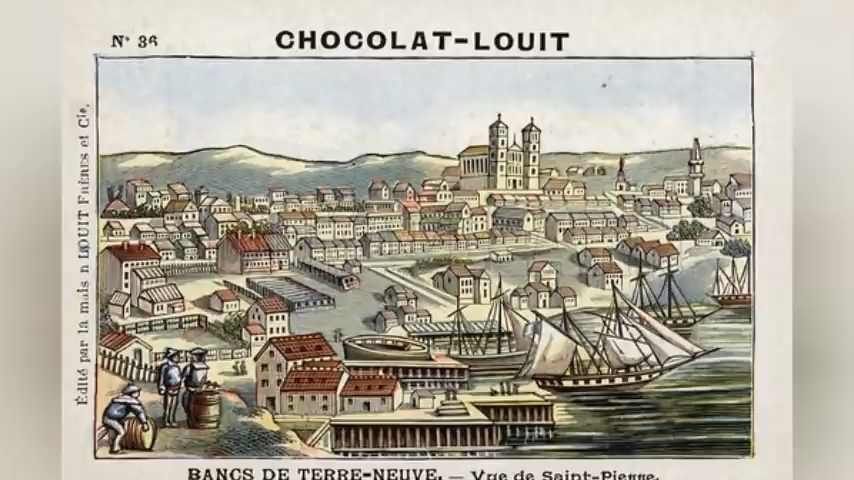 N° 36
CHOCOLAT-LOUIT
Édité par la mais n LOUIT FRÈRES et Cie.
BANCS DE TERRE-NEUVE. — Vue de Saint-Pierre.